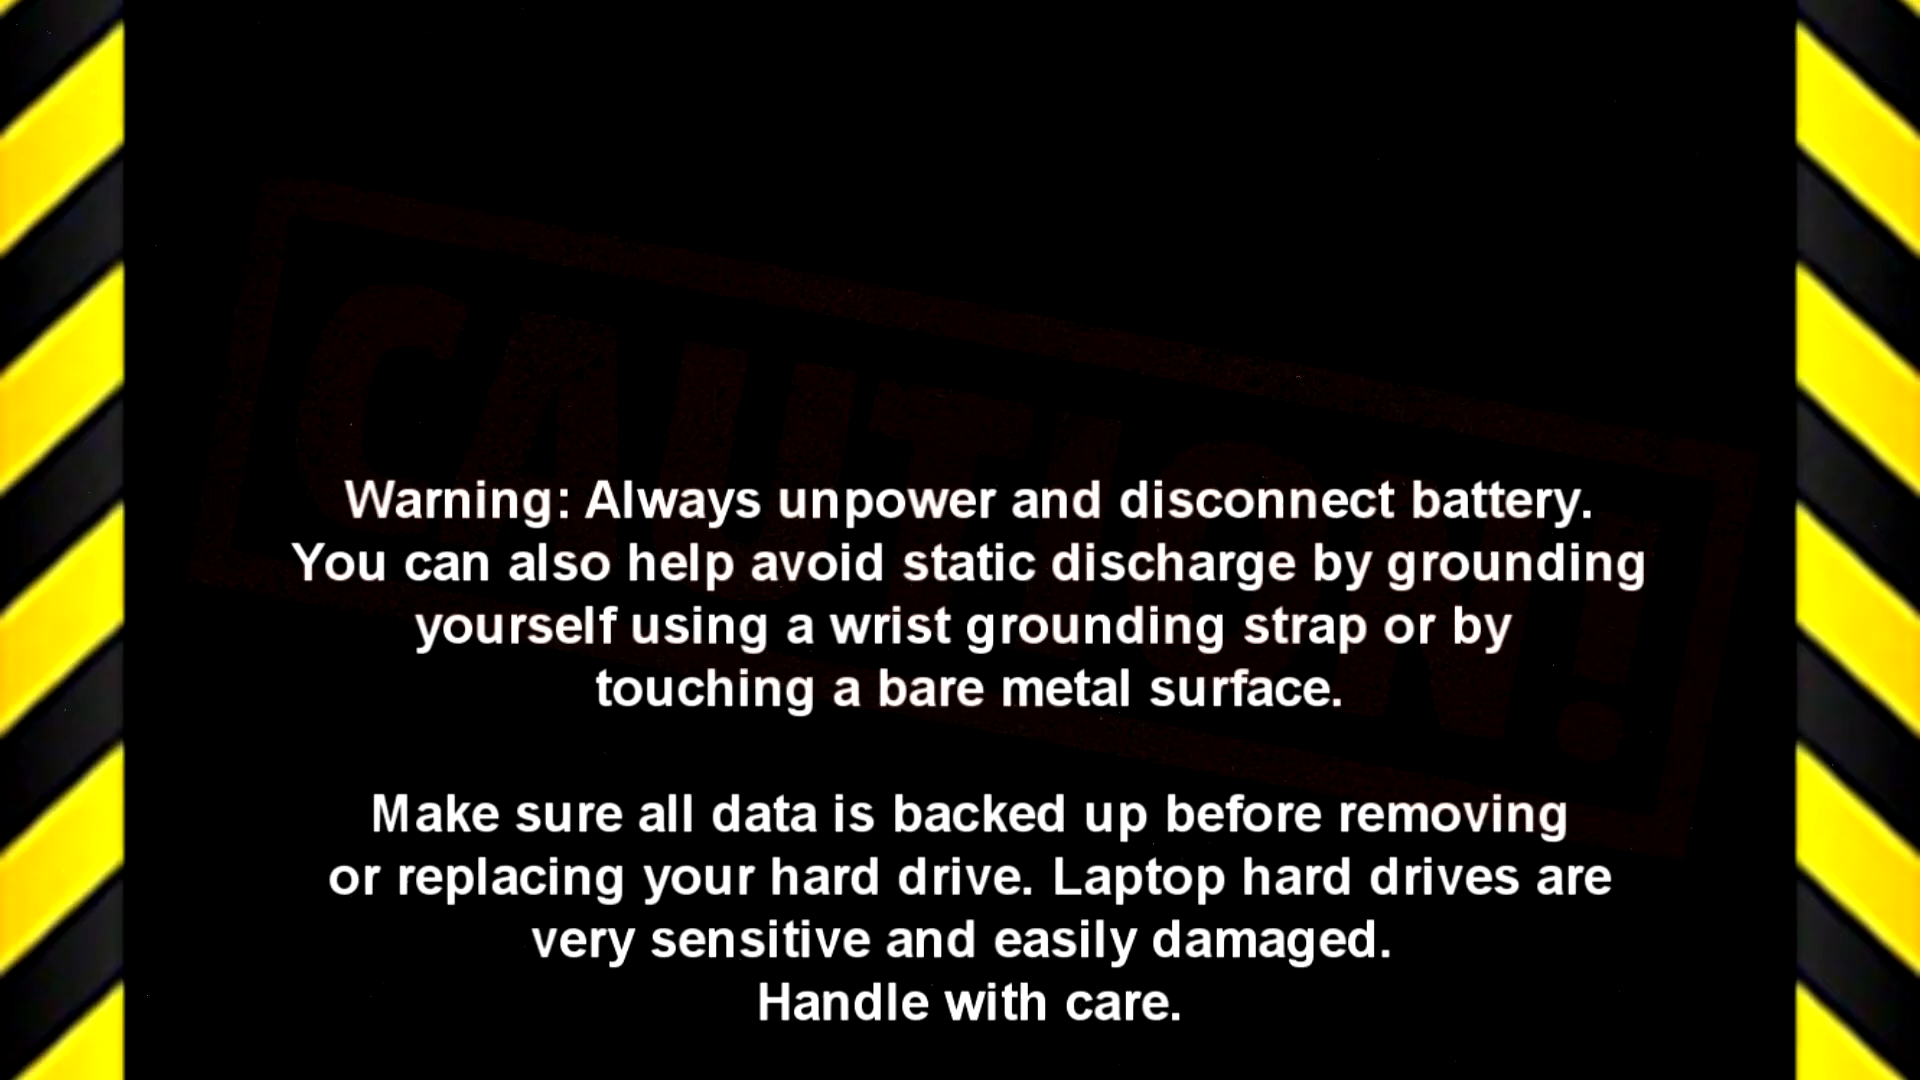 CAUTION!
Warning: Always unpower and disconnect battery.
You can also help avoid static discharge by grounding
yourself using a wrist grounding strap or by
touching a bare metal surface.
Make sure all data is backed up before removing
or replacing your hard drive. Laptop hard drives are
very sensitive and easily damaged.
Handle with care.